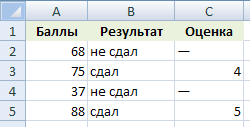 A B C
1 Баллы Результат Оценка
2 68 не сдал —
3 75 сдал 4
4 37 не сдал —
5 88 сдал 5